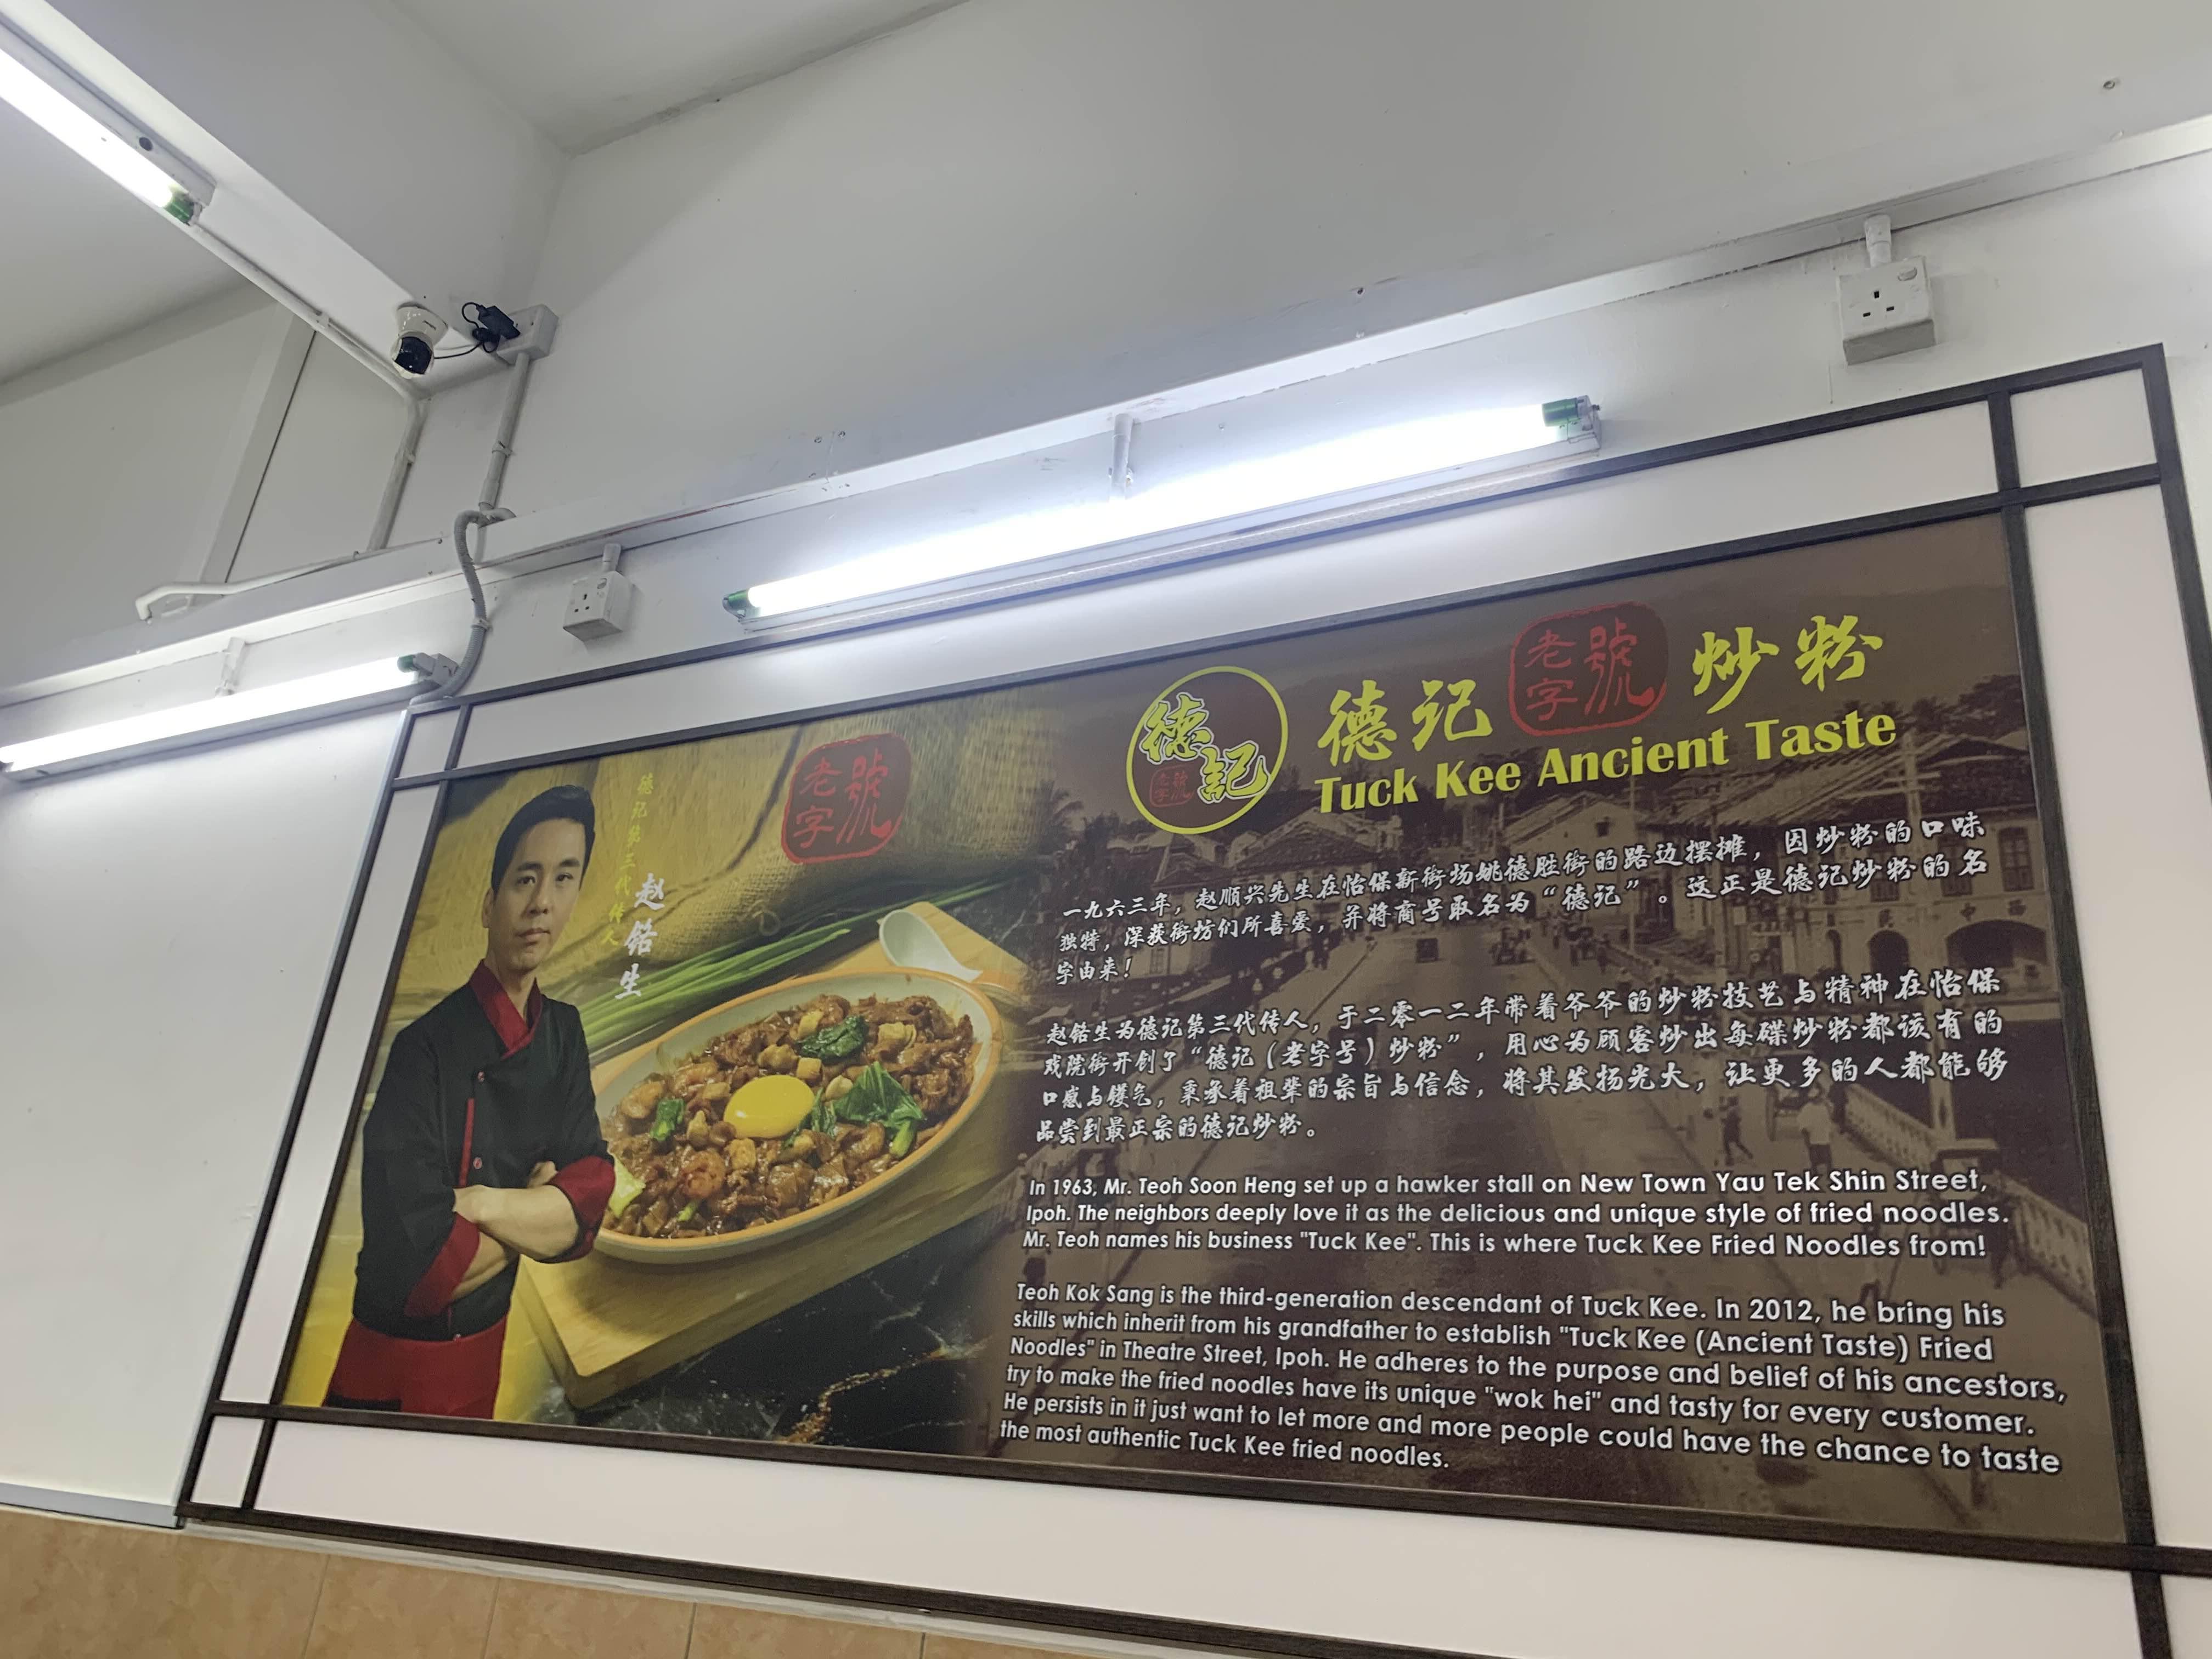 德记第三代传人
赵锆生
老字號
德記
老字號
德记 老字號 炒粉
Tuck Kee Ancient Taste
一九六三年，赵顺兴先生在怡保新街场姚德胜街的路边摆摊，因炒粉的口味
独特，深获街坊们所喜爱，并将商号取名为“德记”。这正是德记炒粉的名
字由来！
赵锆生为德记第三代传人，于二零一二年带着爷爷的炒粉技艺与精神在怡保
戏院街开创了“德记（老字号）炒粉”，用心为顾客炒出每碟炒粉都该有的
口感与镬气，秉承着祖辈的宗旨与信念，将其发扬光大，让更多的人都能够
品尝到最正宗的德记炒粉。
In 1963, Mr. Teoh Soon Heng set up a hawker stall on New Town Yau Tek Shin Street,
Ipoh. The neighbors deeply love it as the delicious and unique style of fried noodles.
Mr. Teoh names his business "Tuck Kee". This is where Tuck Kee Fried Noodles from!
Teoh Kok Sang is the third-generation descendant of Tuck Kee. In 2012, he bring his
skills which inherit from his grandfather to establish "Tuck Kee (Ancient Taste) Fried
Noodles" in Theatre Street, Ipoh. He adheres to the purpose and belief of his ancestors,
try to make the fried noodles have its unique "wok hei" and tasty for every customer.
He persists in it just want to let more and more people could have the chance to taste
the most authentic Tuck Kee fried noodles.